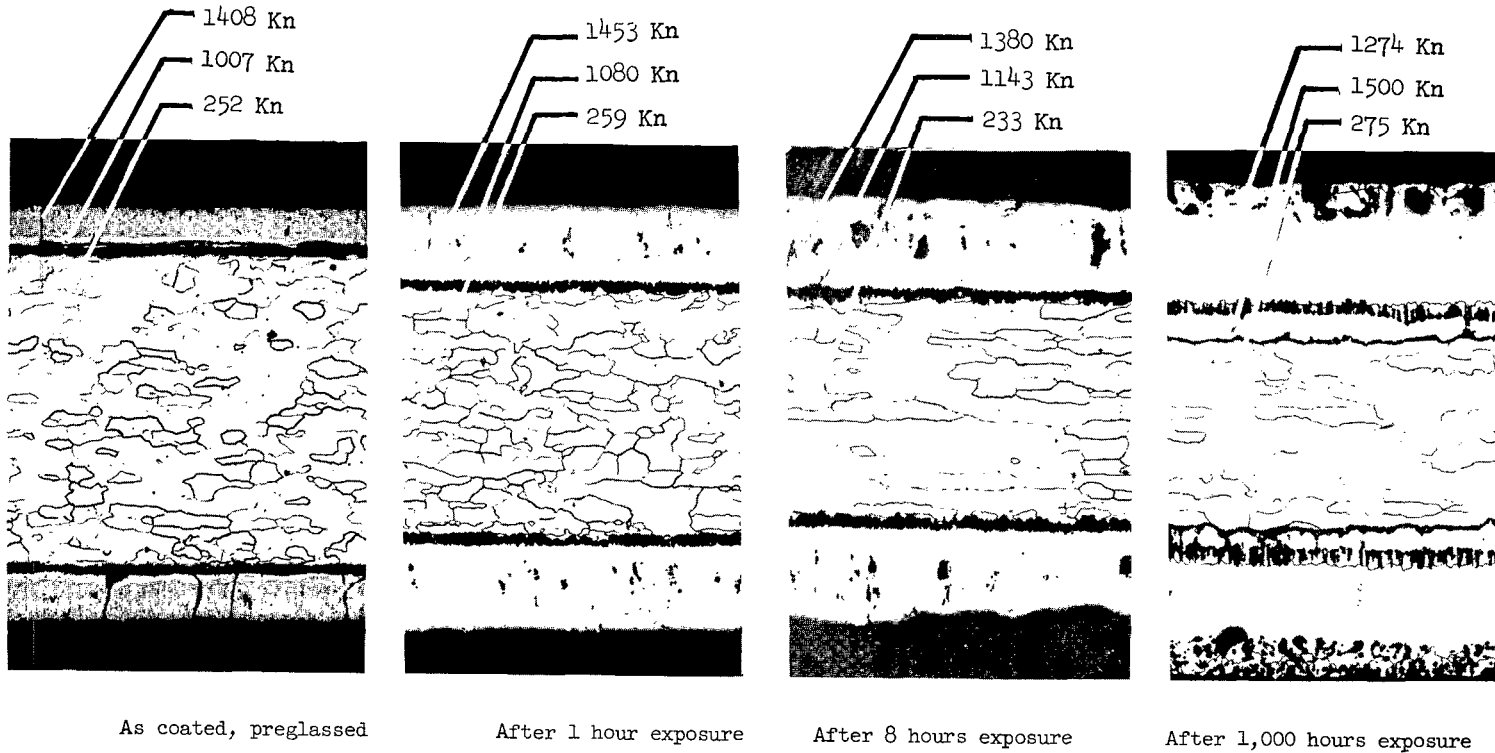 1408 Kn
1007 Kn
252 Kn
1453 Kn
1080 Kn
259 Kn
1380 Kn
1143 Kn
233 Kn
1274 Kn
1500 Kn
275 Kn
As coated, preglassed
After 1 hour exposure
After 8 hours exposure
After 1,000 hours exposure